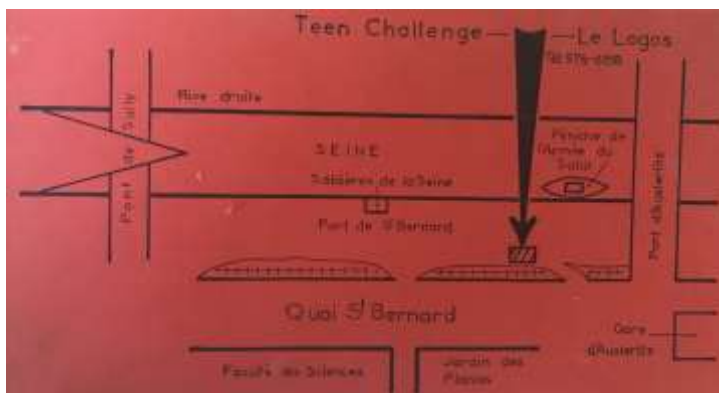 Teen Challenge — — Le Logos
Rive droite
Pont de Sully
SEINE
Péniche de
l'Armée du
Salut
Sablières de la Seine
Port de St Bernard
Pont d'Austerlitz
Quai St Bernard
Gare
d'Austerlitz
Faculté des Sciences
Jardin des
Plantes